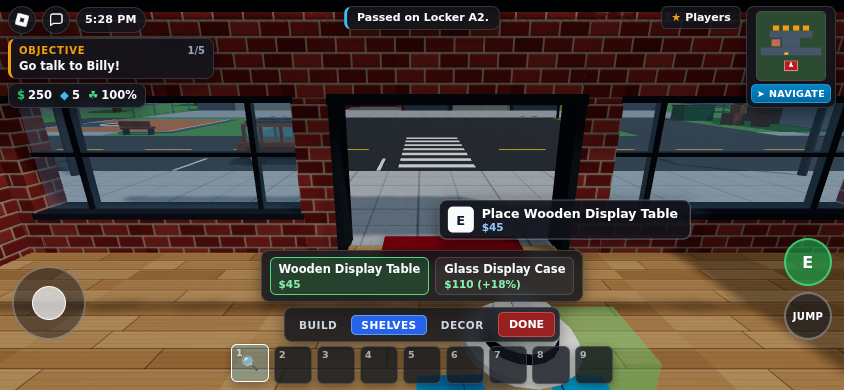 5:28 PM
Passed on Locker A2.
★ Players
OBJECTIVE 1/5
Go talk to Billy!
$ 250 100%
5
➤ NAVIGATE
E Place Wooden Display Table
$45
Wooden Display Table
$45
Glass Display Case
$110 (+18%)
E
JUMP
BUILD SHELVES DECOR DONE
1 2 3 4 5 6 7 8 9